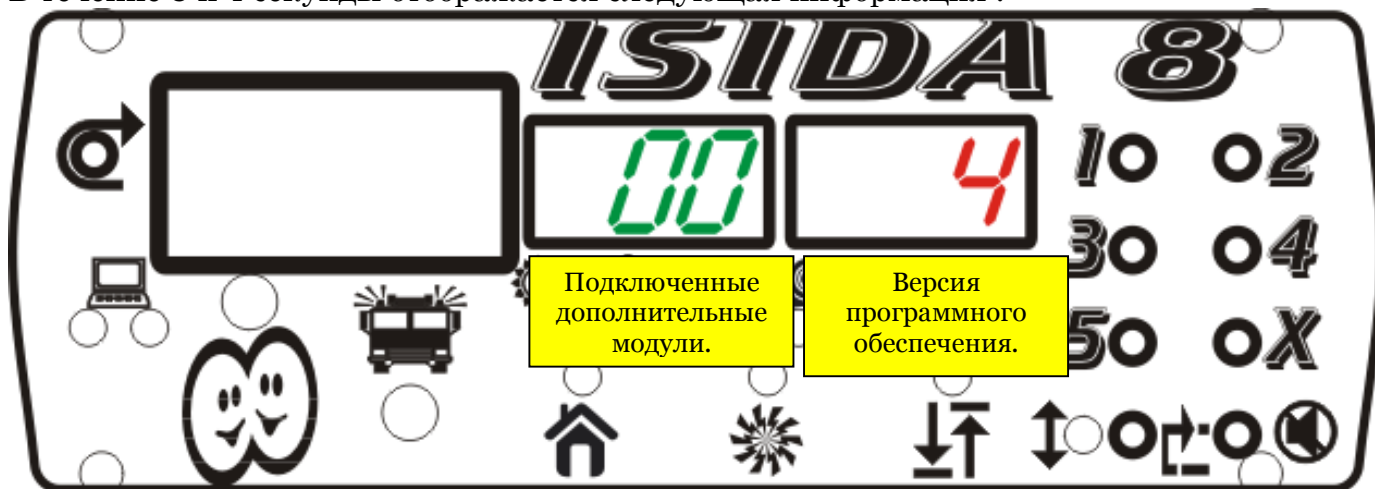 ISIDA 8
00
4
1 2
3 4
5 X
Подключенные
дополнительные
модули.
Версия
программного
обеспечения.